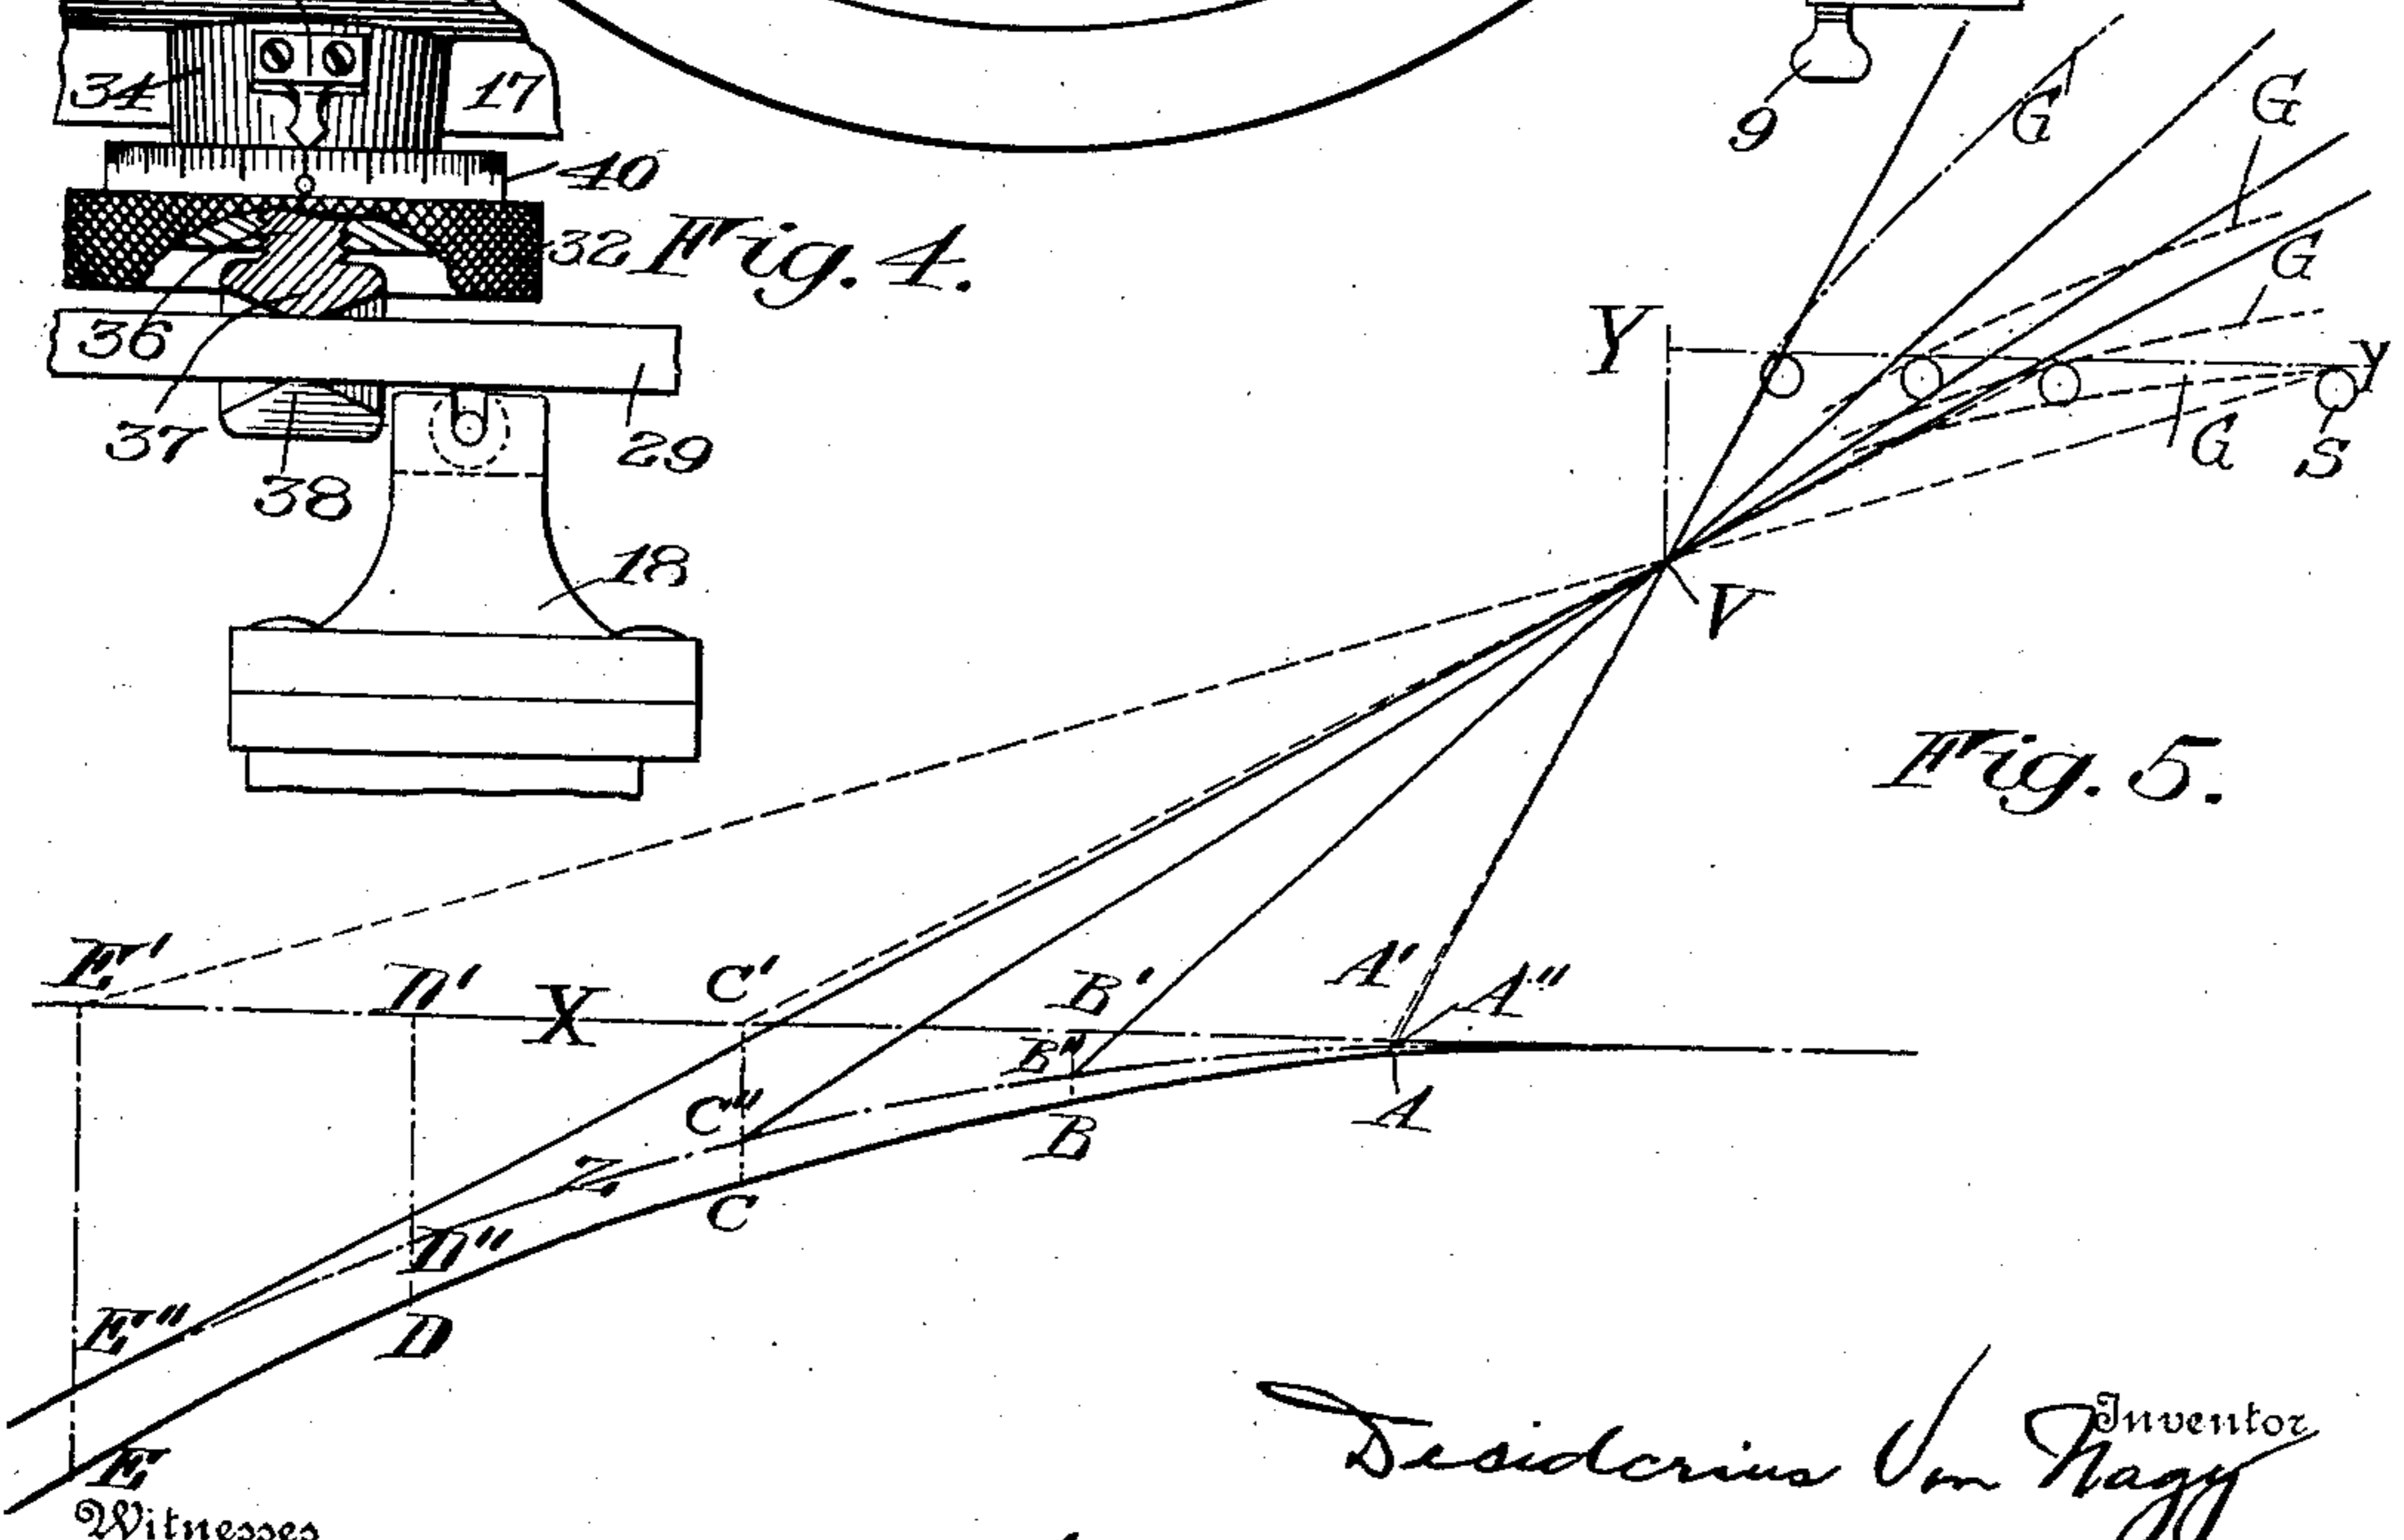 34
17
9
G
G
40
32
Fig. 4.
G
36
Y
y
37
38
29
G
S
18
V
Fig. 5.
E'
D'
X
C'
B'
A'
A"
B"
C"
B
A
Z
C
D"
E"
D
E
Inventor
Desiderius Von Nagy
Witnesses